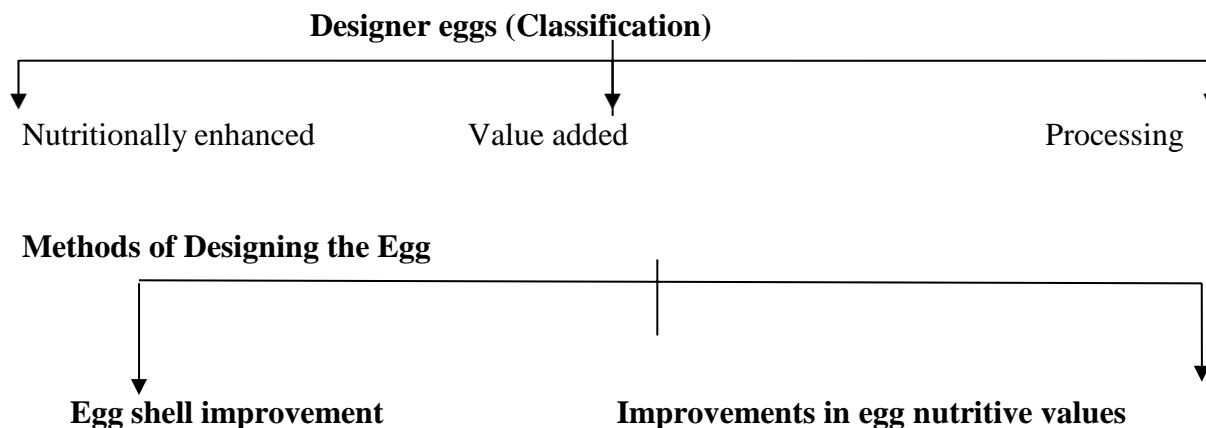 Designer eggs (Classification)
Nutritionally enhanced Value added Processing
Methods of Designing the Egg
Egg shell improvement Improvements in egg nutritive values